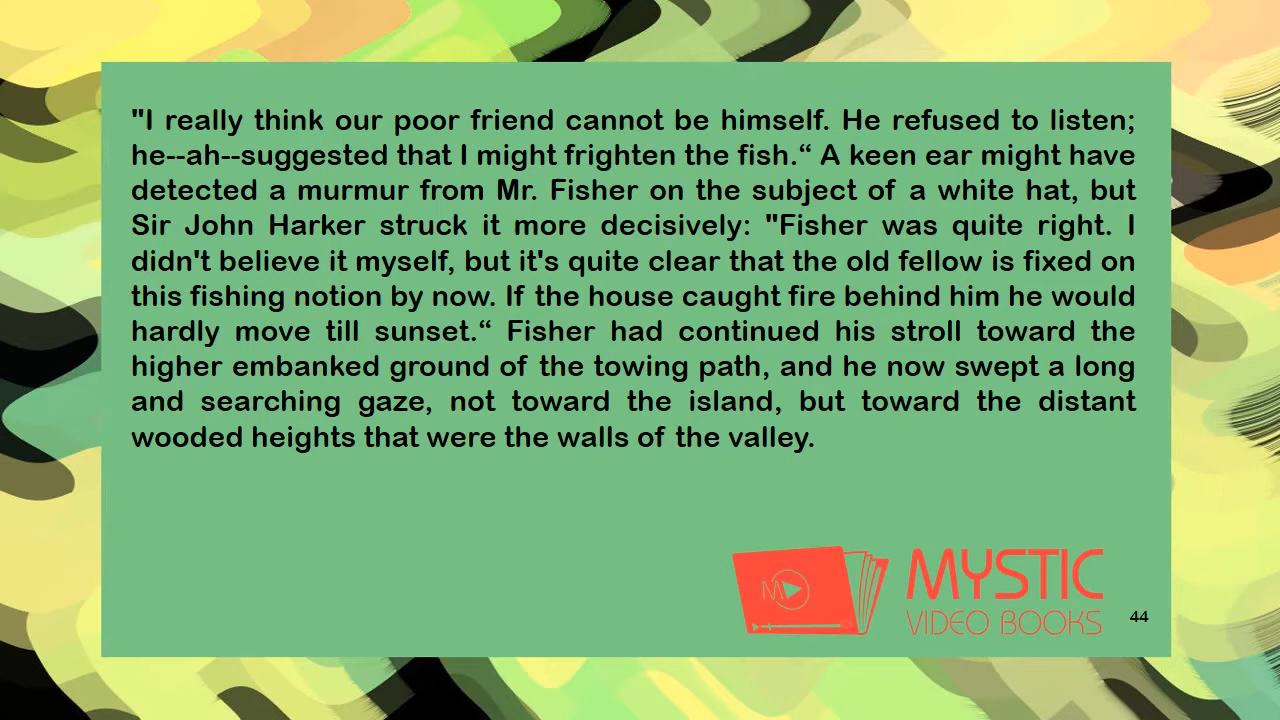 "I really think our poor friend cannot be himself. He refused to listen;
he--ah--suggested that I might frighten the fish.“ A keen ear might have
detected a murmur from Mr. Fisher on the subject of a white hat, but
Sir John Harker struck it more decisively: "Fisher was quite right. I
didn't believe it myself, but it's quite clear that the old fellow is fixed on
this fishing notion by now. If the house caught fire behind him he would
hardly move till sunset.“ Fisher had continued his stroll toward the
higher embanked ground of the towing path, and he now swept a long
and searching gaze, not toward the island, but toward the distant
wooded heights that were the walls of the valley.
M
MYSTIC
VIDEO BOOKS
44